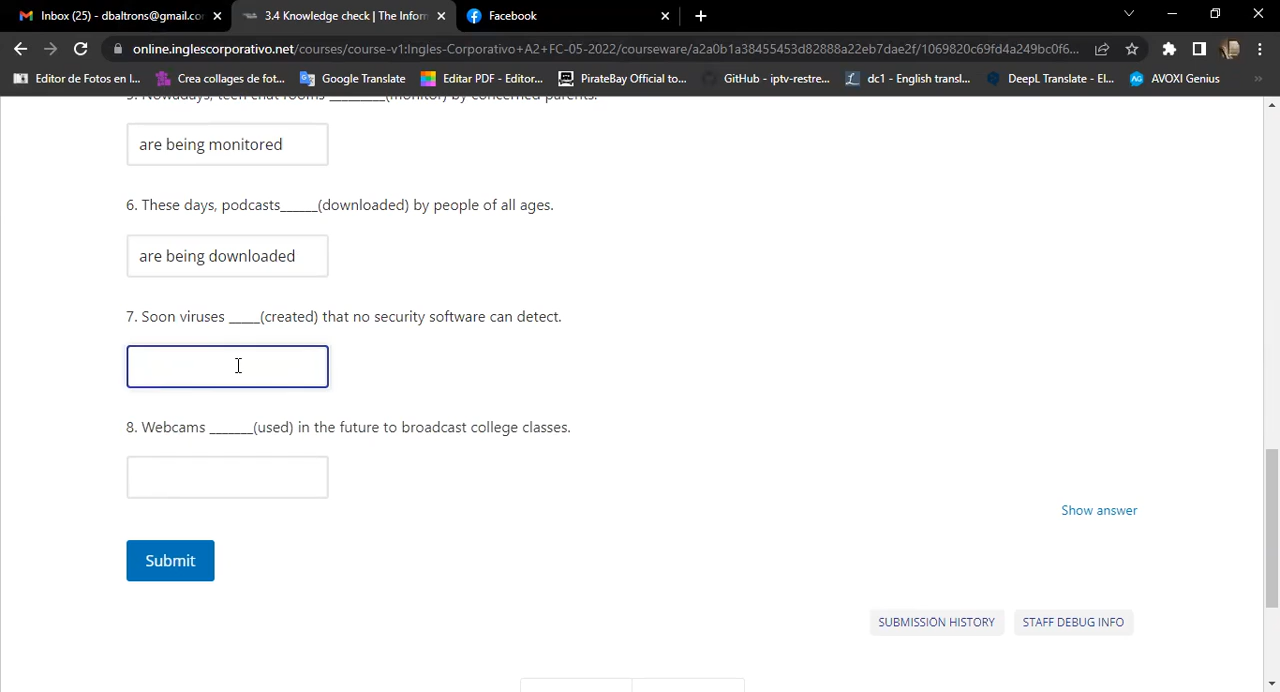 Inbox (25) - dbaltrons@gmail.co
3.4 Knowledge check | The Infor
Facebook
online.inglescorporativo.net/courses/course-v1:Ingles-Corporativo+A2+FC-05-2022/courseware/a2a0b1a38455453d82888a22eb7dae2f/1069820c69fd4a249bc0f6...
Editor de Fotos en l...
Crea collages de fot...
Google Translate
Editar PDF - Editor...
PirateBay Official to...
GitHub - iptv-restre...
dc1 - English transl...
DeepL Translate - El...
AVOXI Genius
»
5. Nowadays, teen chat rooms _________(monitor) by concerned parents.
are being monitored
6. These days, podcasts______(downloaded) by people of all ages.
are being downloaded
7. Soon viruses _____(created) that no security software can detect.
8. Webcams _______(used) in the future to broadcast college classes.
Show answer
Submit
SUBMISSION HISTORY
STAFF DEBUG INFO